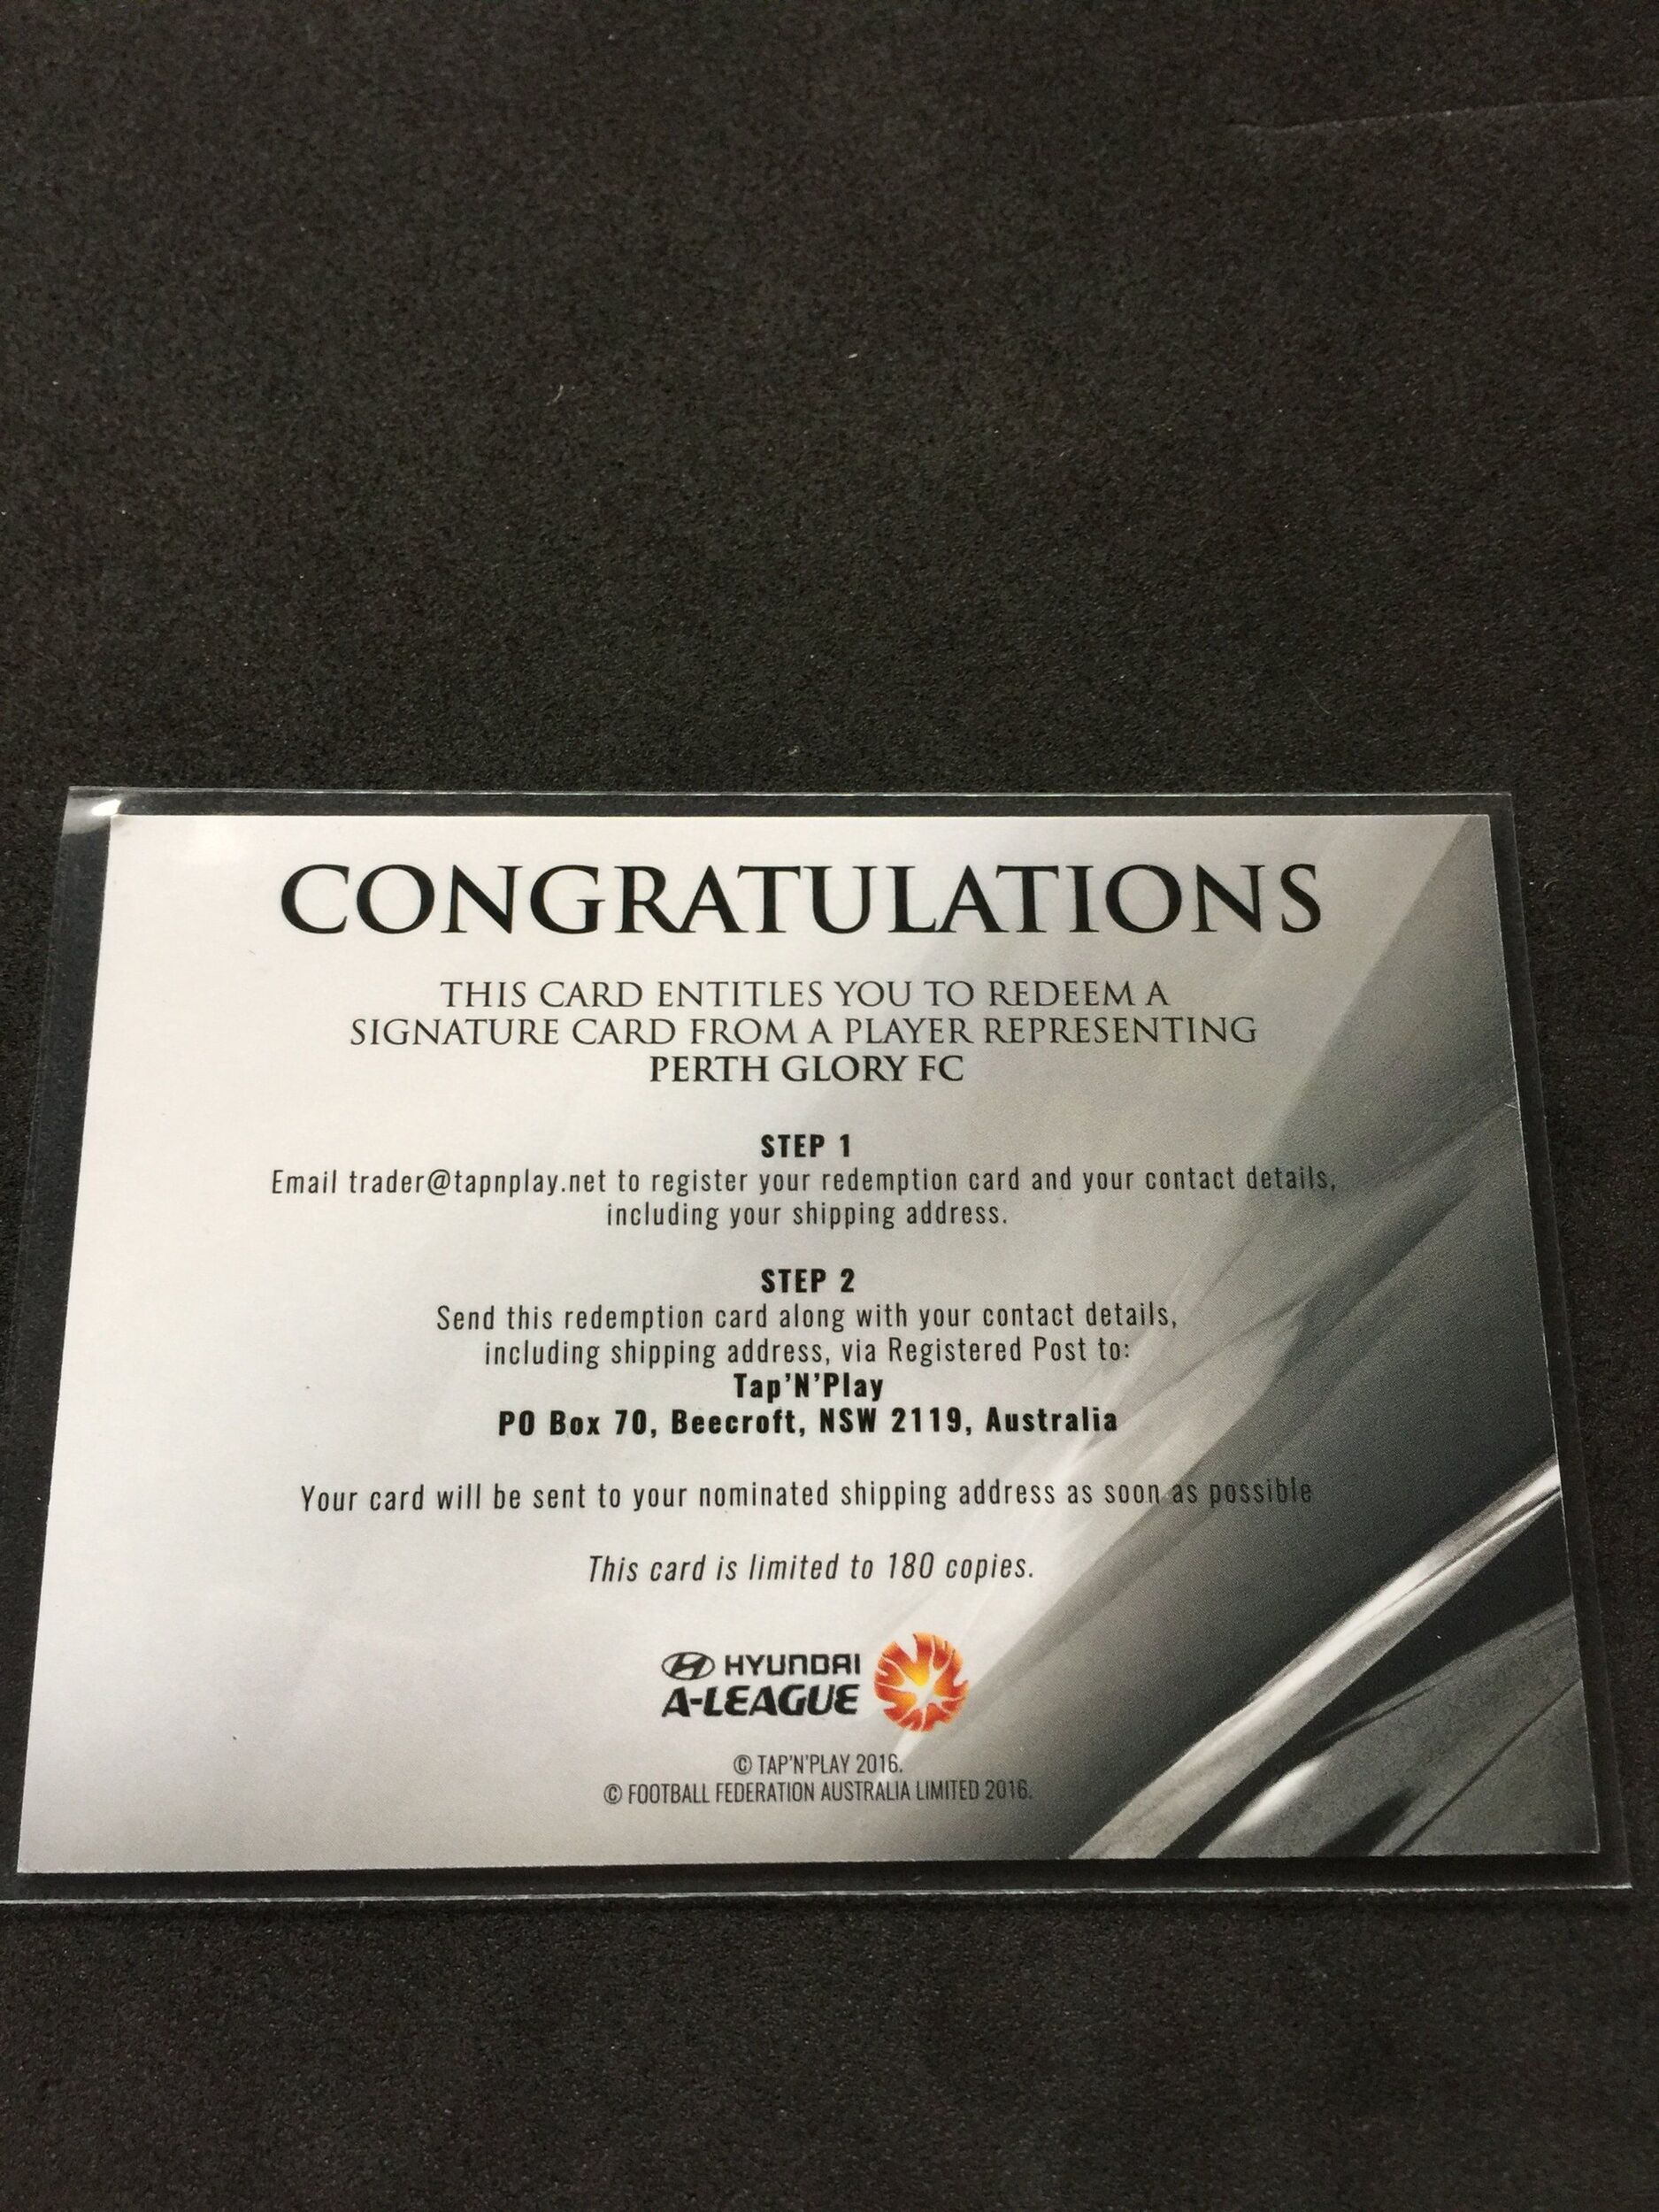 CONGRATULATIONS
THIS CARD ENTITLES YOU TO REDEEM A
SIGNATURE CARD FROM A PLAYER REPRESENTING
PERTH GLORY FC
STEP 1
Email trader@tapnplay.net to register your redemption card and your contact details,
including your shipping address.
STEP 2
Send this redemption card along with your contact details,
including shipping address, via Registered Post to:
Tap'N'Play
PO Box 70, Beecroft, NSW 2119, Australia
Your card will be sent to your nominated shipping address as soon as possible
This card is limited to 180 copies.
HYUNDAI
A-LEAGUE
© TAP'N'PLAY 2016.
© FOOTBALL FEDERATION AUSTRALIA LIMITED 2016.